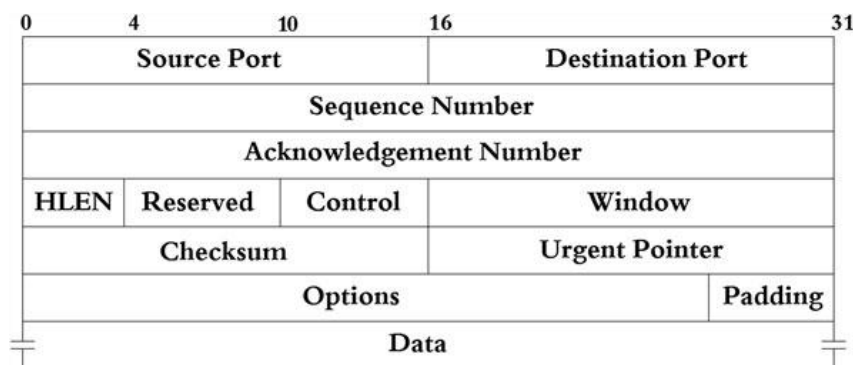 0 4 10 16 31
Source Port Destination Port
Sequence Number
Acknowledgement Number
HLEN Reserved Control Window
Checksum Urgent Pointer
Options Padding
Data